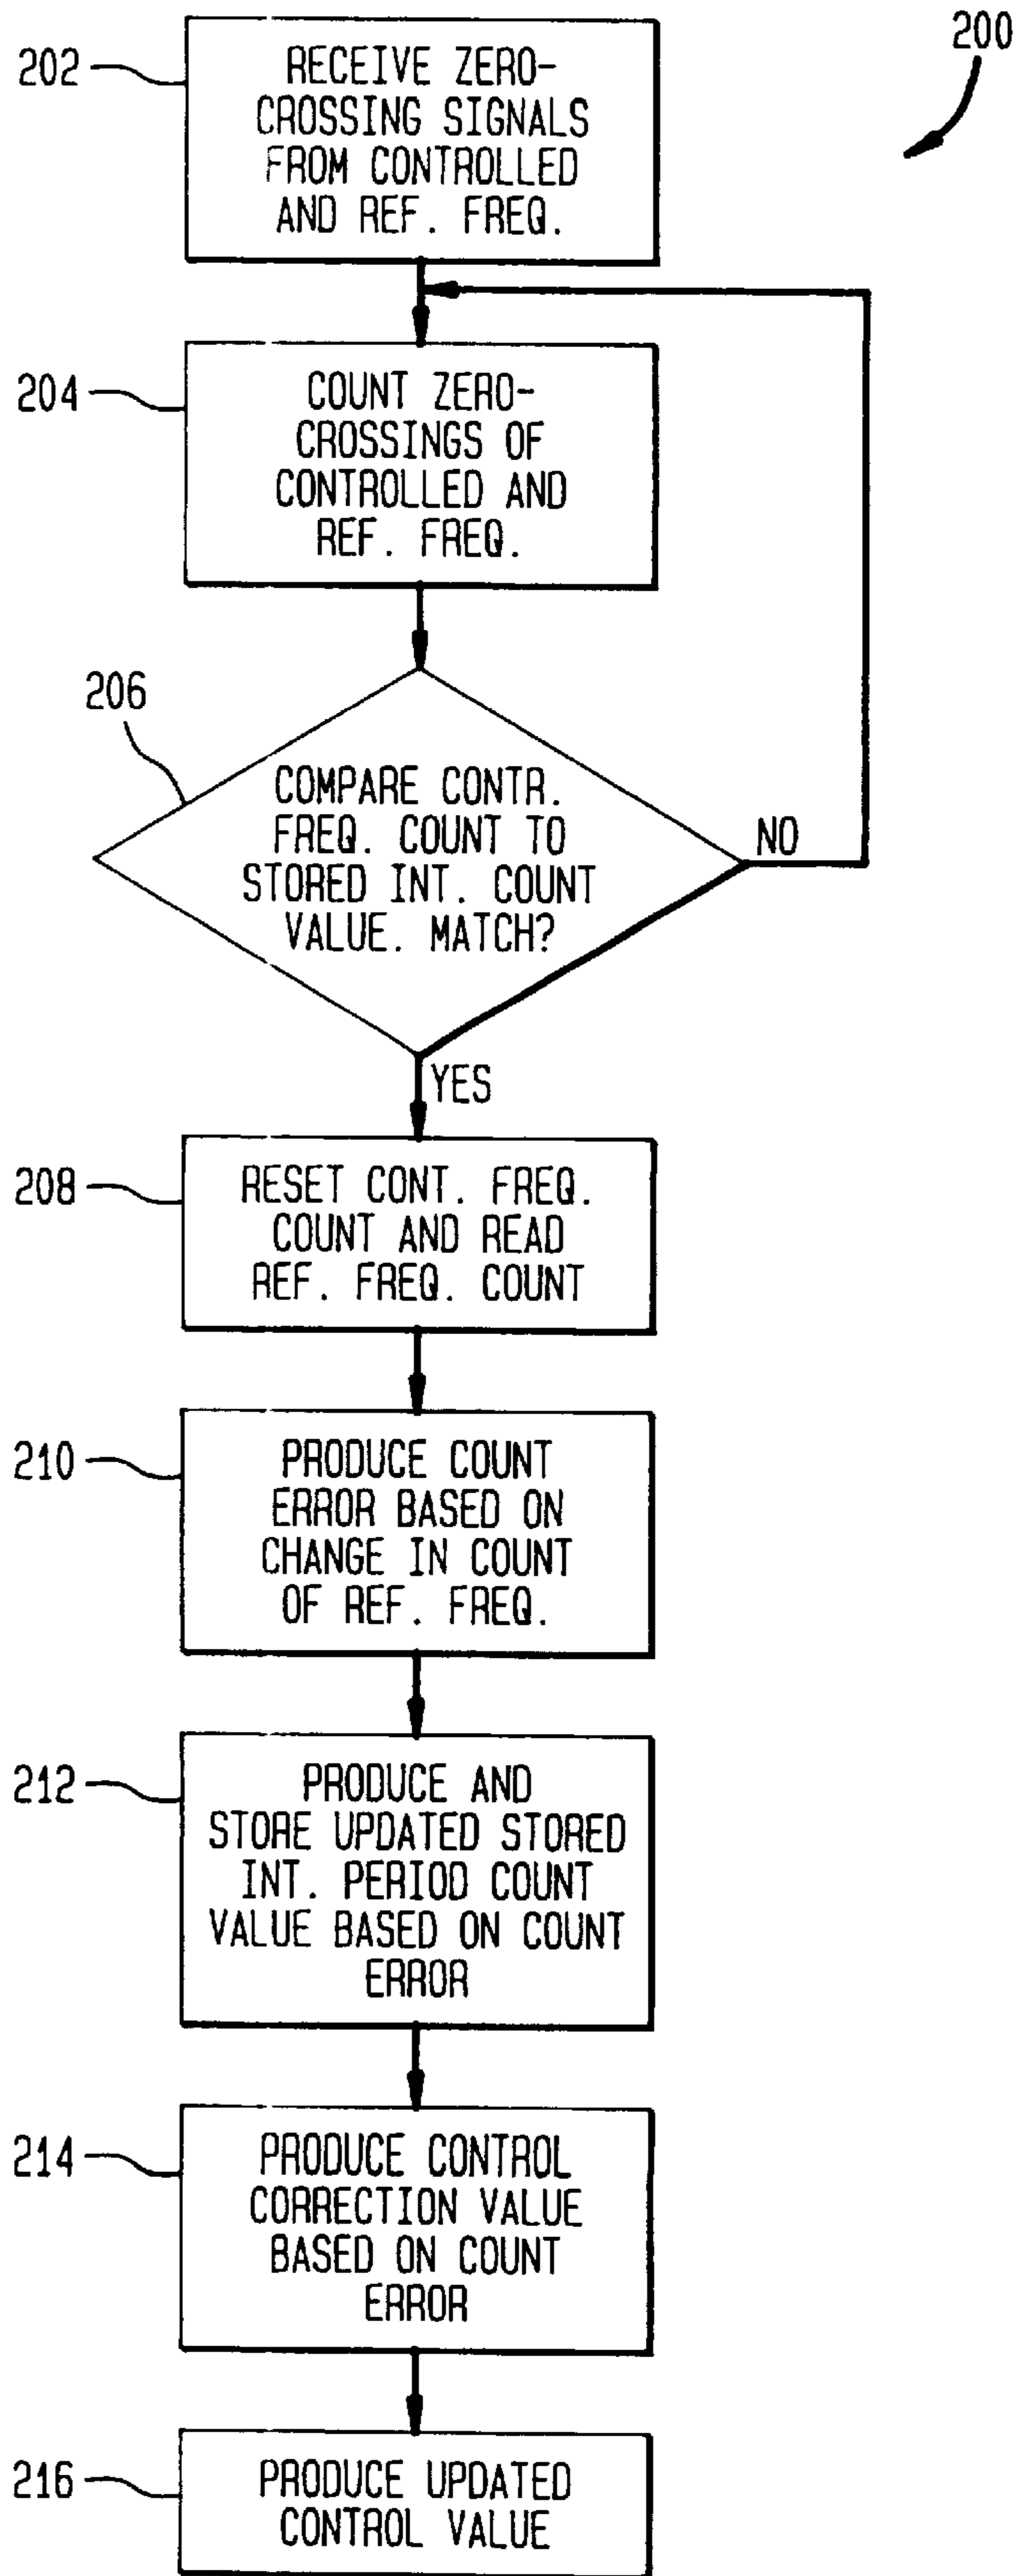 200
202
RECEIVE ZERO-
CROSSING SIGNALS
FROM CONTROLLED
AND REF. FREQ.
204
COUNT ZERO-
CROSSINGS OF
CONTROLLED AND
REF. FREQ.
206
COMPARE CONTR.
FREQ. COUNT TO
STORED INT. COUNT
VALUE. MATCH?
NO
YES
208
RESET CONT. FREQ.
COUNT AND READ
REF. FREQ. COUNT
210
PRODUCE COUNT
ERROR BASED ON
CHANGE IN COUNT
OF REF. FREQ.
212
PRODUCE AND
STORE UPDATED STORED
INT. PERIOD COUNT
VALUE BASED ON COUNT
ERROR
214
PRODUCE CONTROL
CORRECTION VALUE
BASED ON COUNT
ERROR
216
PRODUCE UPDATED
CONTROL VALUE